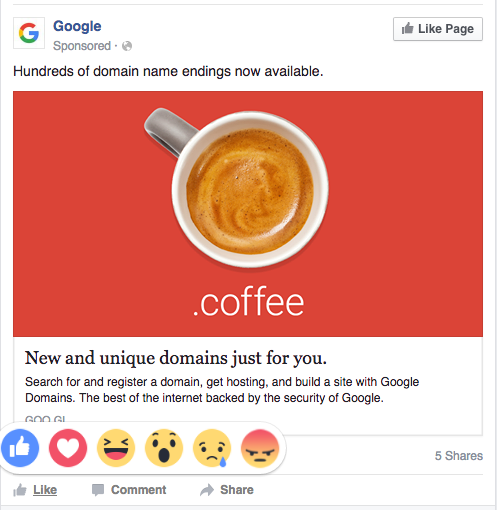 Google
Like Page
Sponsored ·
Hundreds of domain name endings now available.
.coffee
New and unique domains just for you.
Search for and register a domain, get hosting, and build a site with Google
Domains. The best of the internet backed by the security of Google.
GOO.GL
5 Shares
Like Comment Share